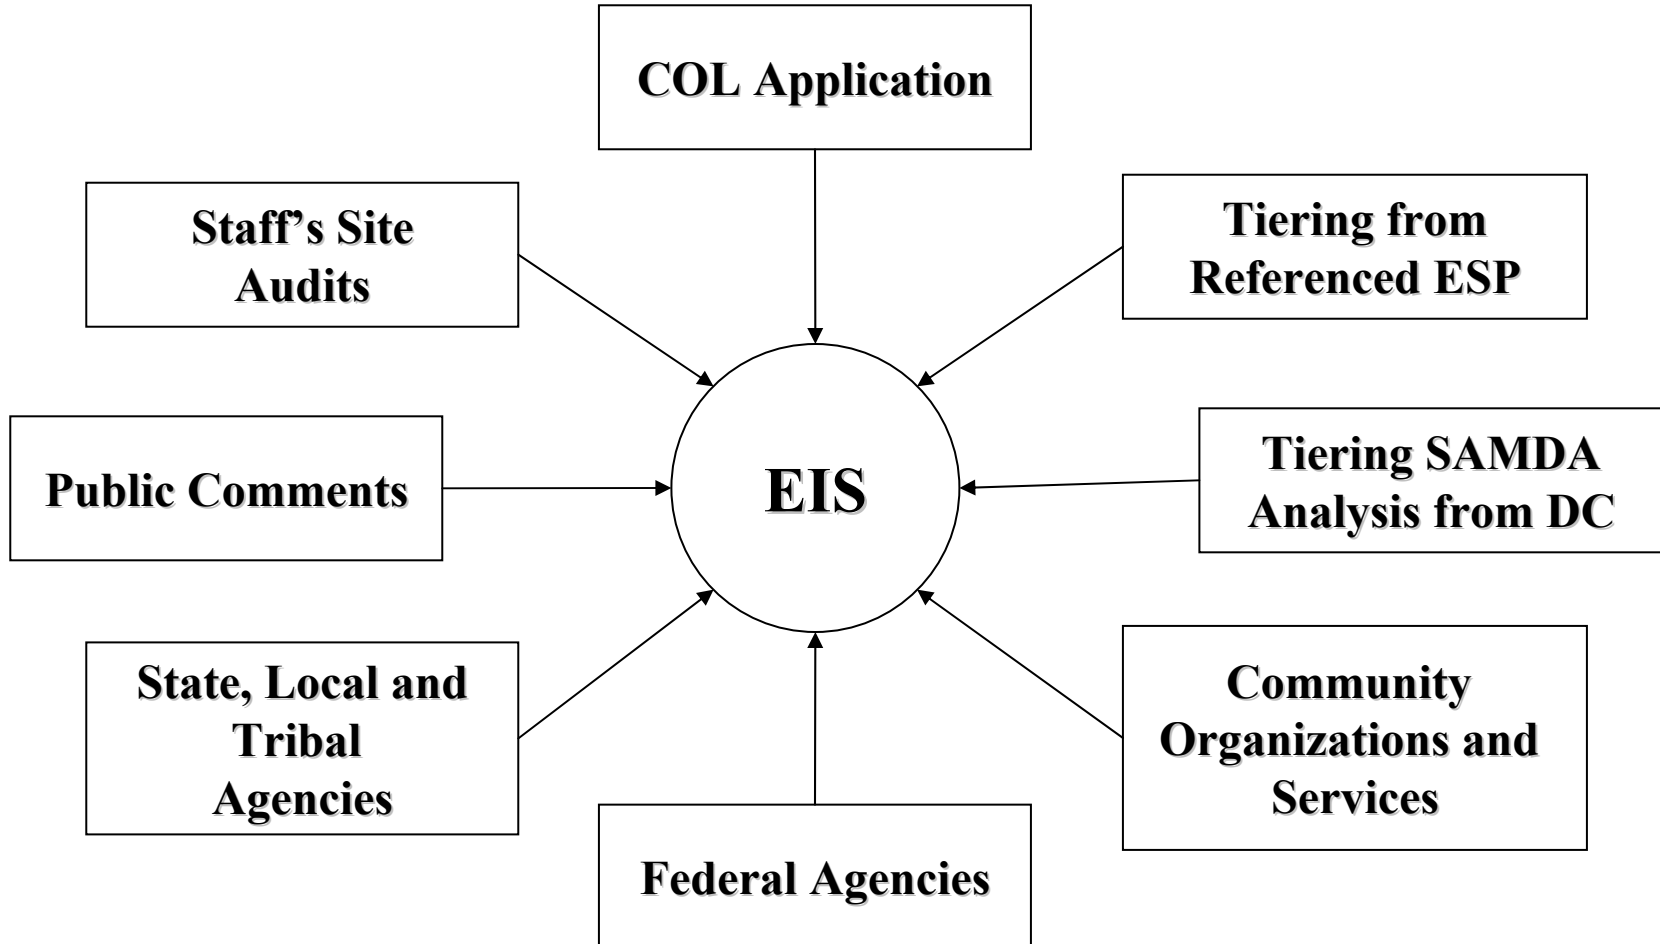 COL Application
Staff’s Site
Audits
Tiering from
Referenced ESP
Public Comments
EIS
Tiering SAMDA
Analysis from DC
State, Local and
Tribal
Agencies
Community
Organizations and
Services
Federal Agencies